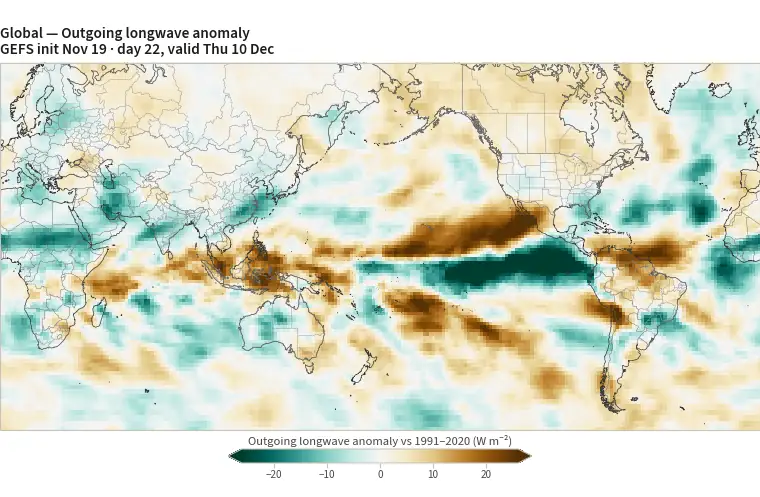 Global — Outgoing longwave anomaly
GEFS init Nov 19 · day 22, valid Thu 10 Dec
Outgoing longwave anomaly vs 1991–2020 (W m⁻²)
−20 −10 0 10 20